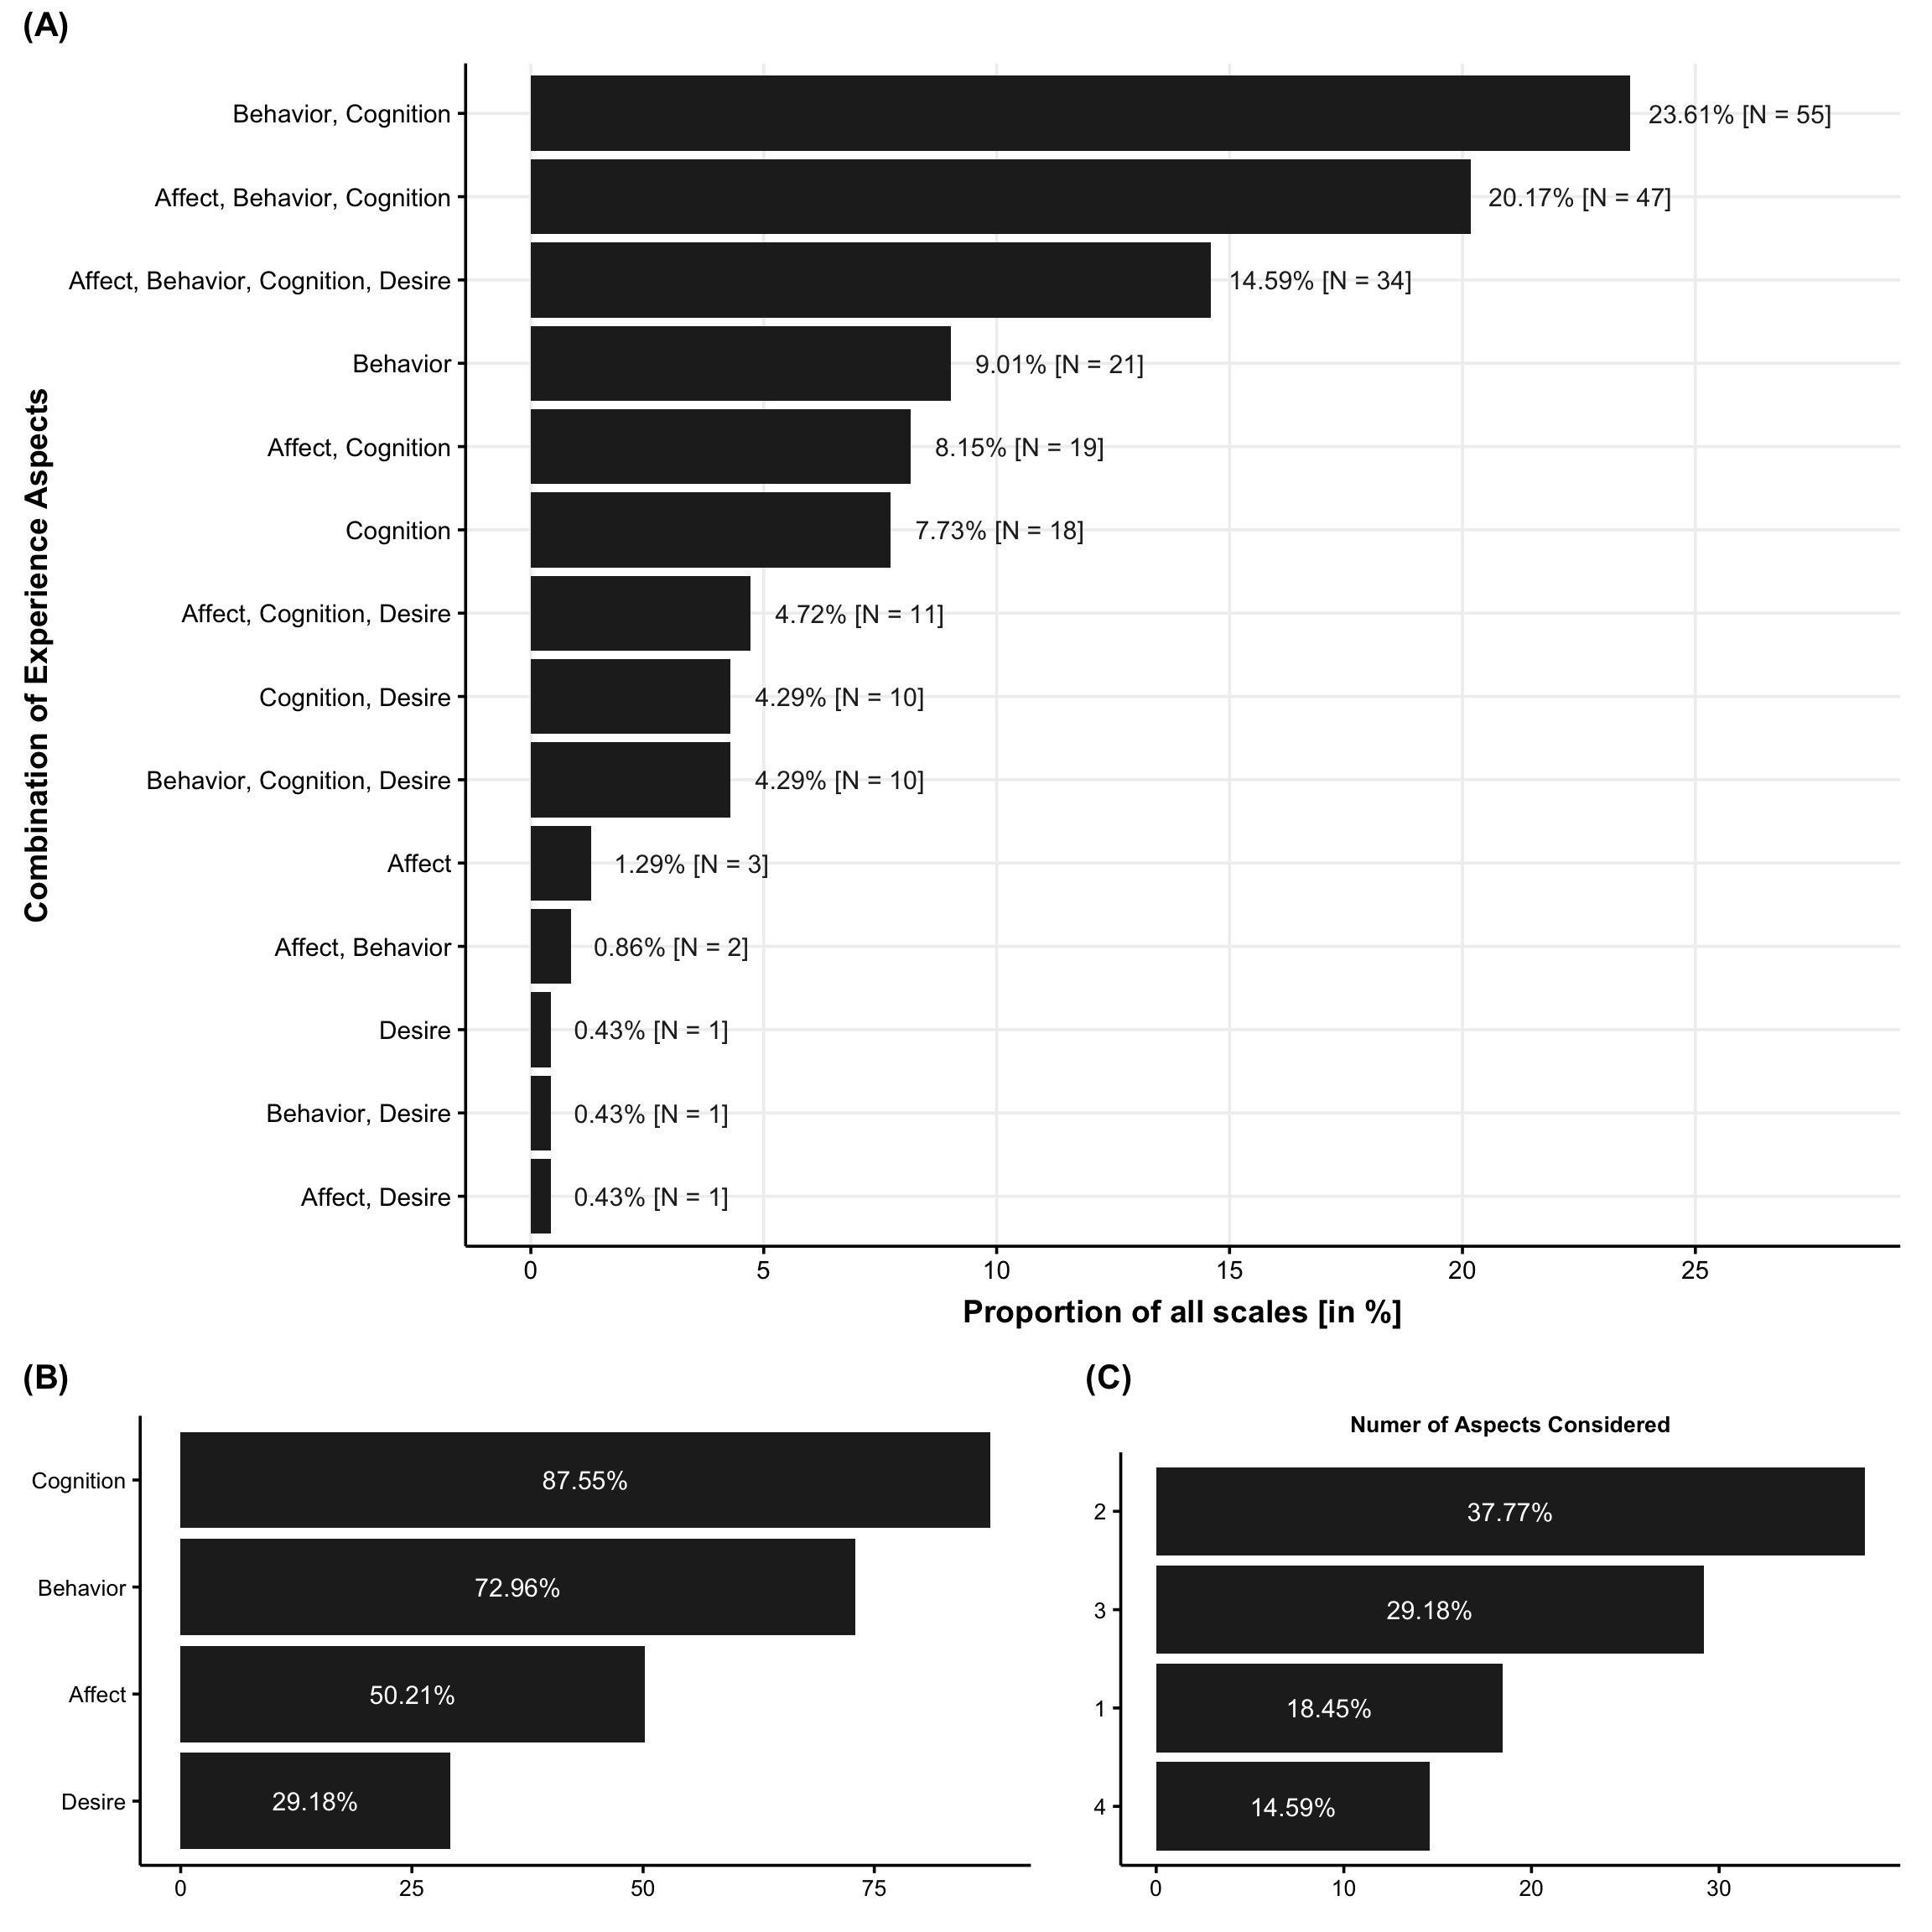 (A)
Combination of Experience Aspects
Behavior, Cognition
23.61% [N = 55]
Affect, Behavior, Cognition
20.17% [N = 47]
Affect, Behavior, Cognition, Desire
14.59% [N = 34]
Behavior
9.01% [N = 21]
Affect, Cognition
8.15% [N = 19]
Cognition
7.73% [N = 18]
Affect, Cognition, Desire
4.72% [N = 11]
Cognition, Desire
4.29% [N = 10]
Behavior, Cognition, Desire
4.29% [N = 10]
Affect
1.29% [N = 3]
Affect, Behavior
0.86% [N = 2]
Desire
0.43% [N = 1]
Behavior, Desire
0.43% [N = 1]
Affect, Desire
0.43% [N = 1]
0 5 10 15 20 25
Proportion of all scales [in %]
(B)
Cognition
87.55%
Behavior
72.96%
Affect
50.21%
Desire
29.18%
0 25 50 75
(C)
Numer of Aspects Considered
2
37.77%
3
29.18%
1
18.45%
4
14.59%
0 10 20 30